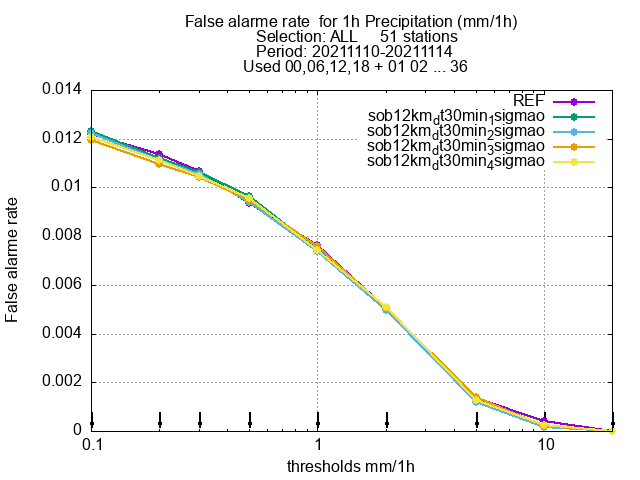 False alarme rate  for 1h Precipitation (mm/1h)
Selection: ALL     51 stations
Period: 20211110-20211114
Used 00,06,12,18 + 01 02 ... 36
0.014
0.012
0.01
0.008
0.006
0.004
0.002
0
False alarme rate
REF
sob12km_dt30min_1sigmao
sob12km_dt30min_2sigmao
sob12km_dt30min_3sigmao
sob12km_dt30min_4sigmao
0.1
1
10
thresholds mm/1h